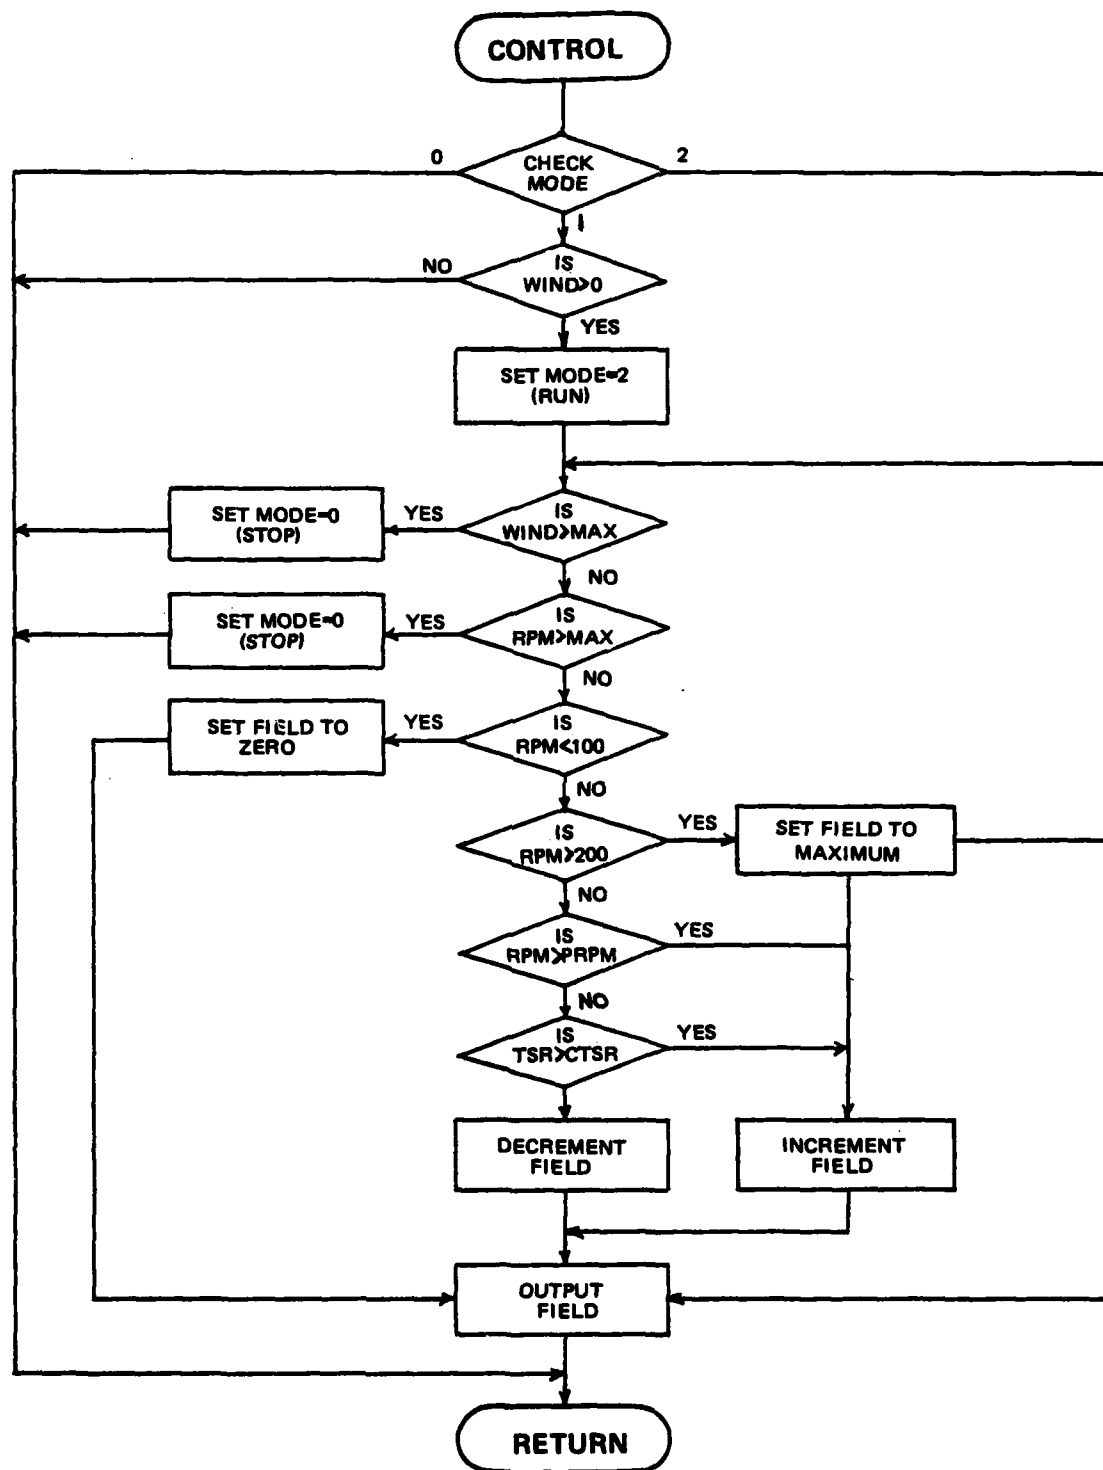 CONTROL
0
CHECK
MODE
2
1
NO
IS
WIND>0
YES
SET MODE=2
(RUN)
SET MODE=0
(STOP)
YES
IS
WIND>MAX
NO
SET MODE=0
(STOP)
YES
IS
RPM>MAX
NO
SET FIELD TO
ZERO
YES
IS
RPM<100
NO
IS
RPM>200
YES
SET FIELD TO
MAXIMUM
NO
IS
RPM>PRPM
YES
NO
IS
TSR>CTSR
YES
DECREMENT
FIELD
INCREMENT
FIELD
OUTPUT
FIELD
RETURN